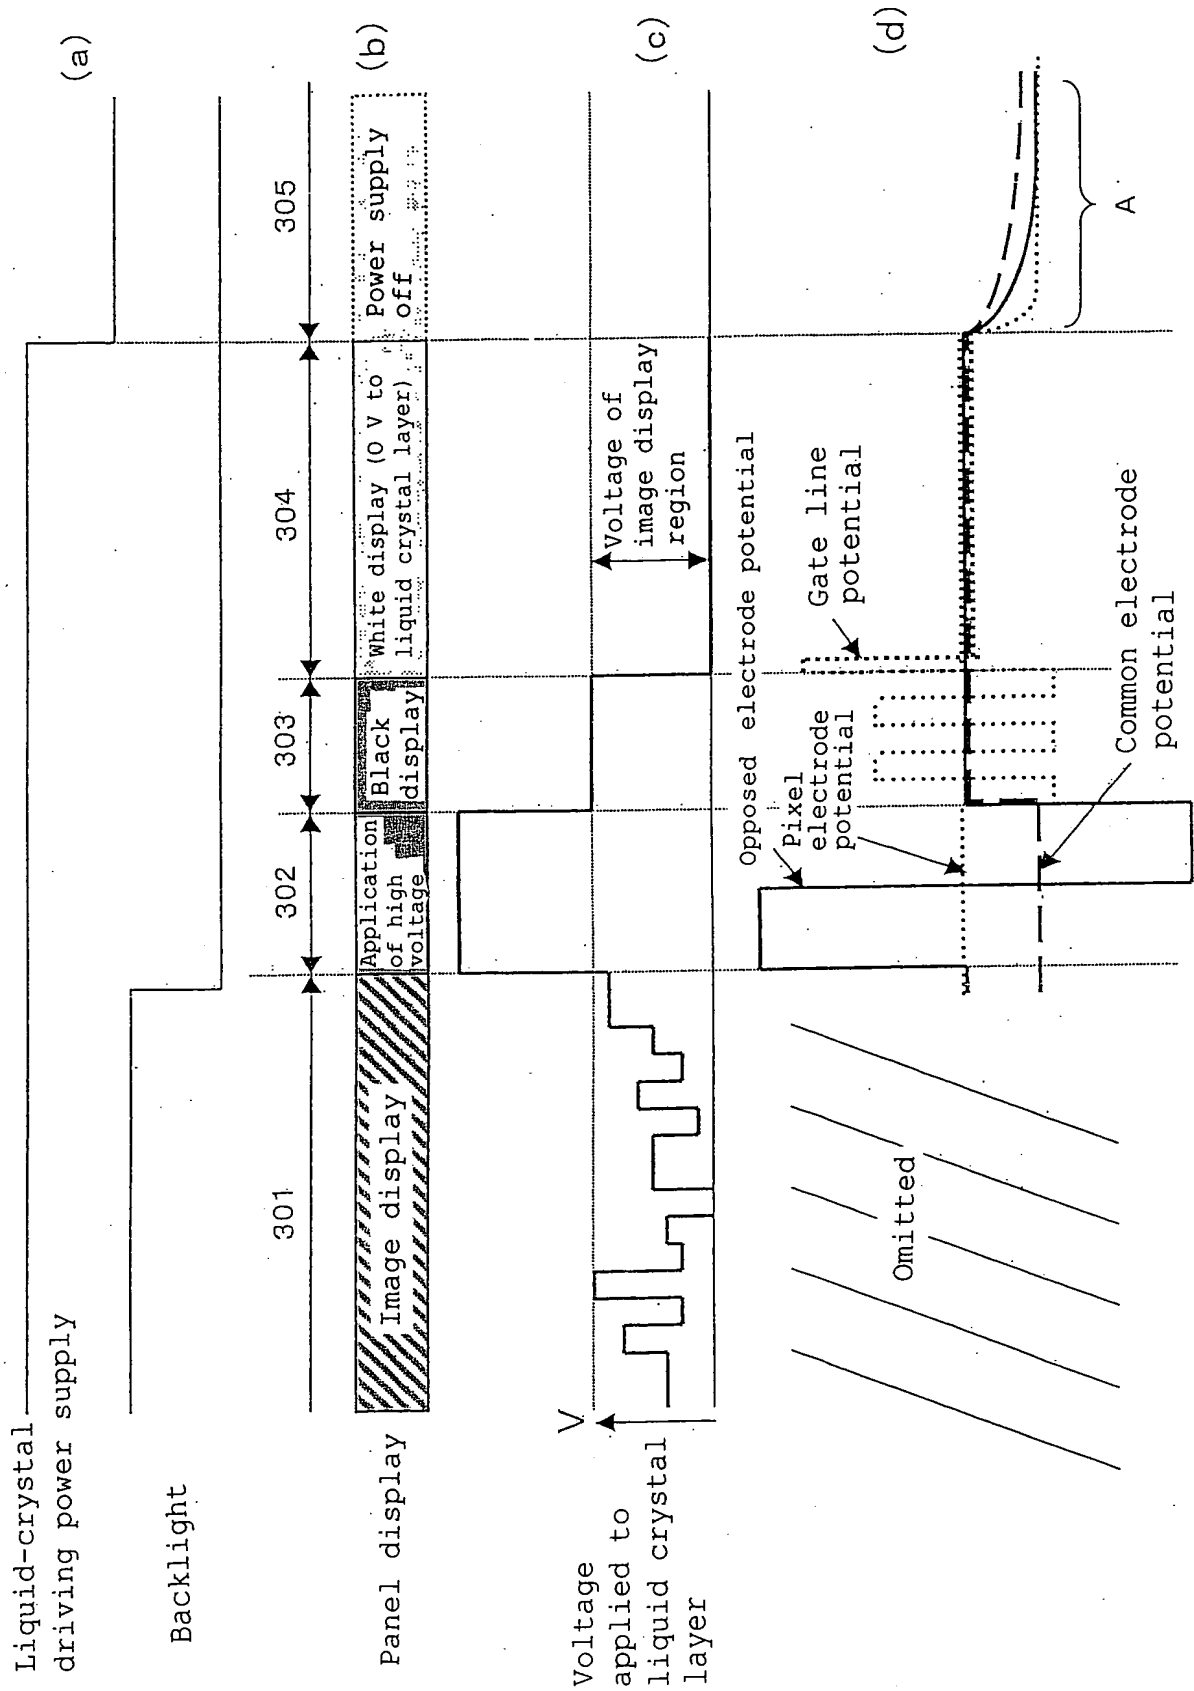 Liquid-crystal
driving power supply
(a)
Backlight
301
302
303
304
305
Panel display
Image display
Application
of high
voltage
Black
display
White display (0 V to
liquid crystal layer)
Power supply
off
(b)
Voltage
applied to
liquid crystal
layer
V
Voltage of
image display
region
(c)
Omitted
Opposed electrode potential
Pixel
electrode
potential
Gate line
potential
Common electrode
potential
A
(d)